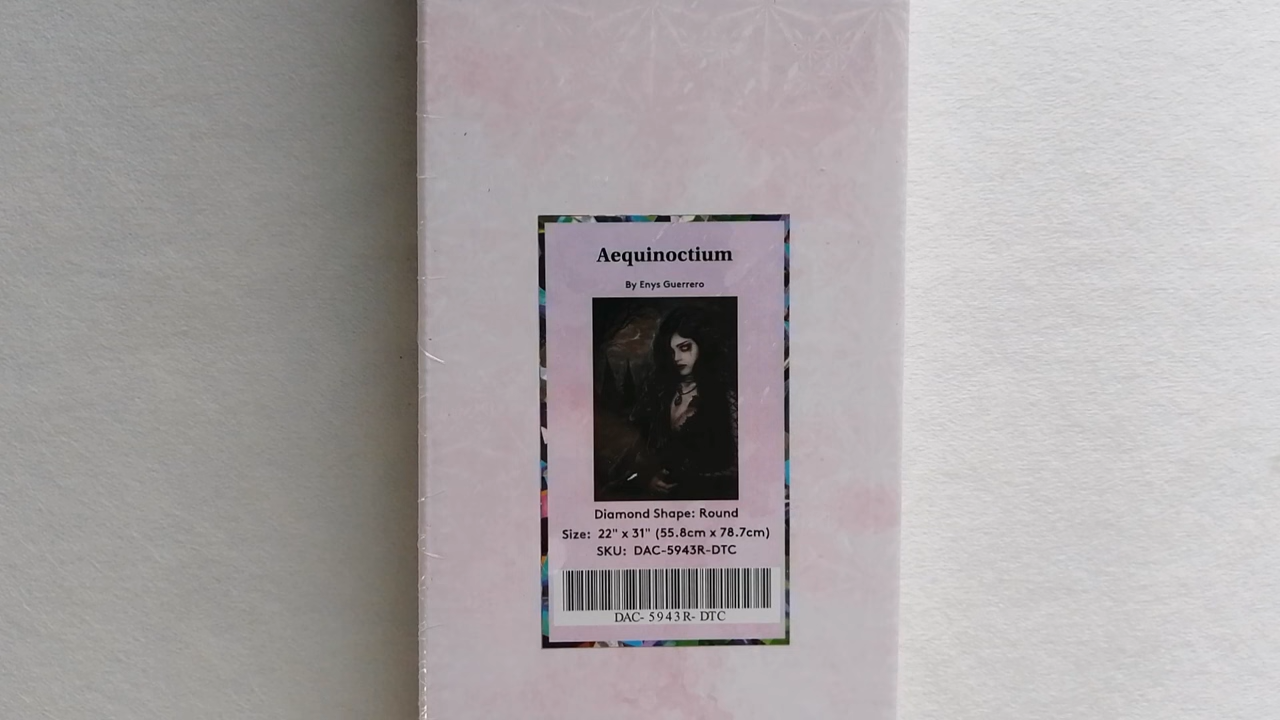 Aequinoctium
By Enys Guerrero
Diamond Shape: Round
Size: 22" x 31" (55.8cm x 78.7cm)
SKU: DAC-5943R-DTC
DAC- 5943R- DTC